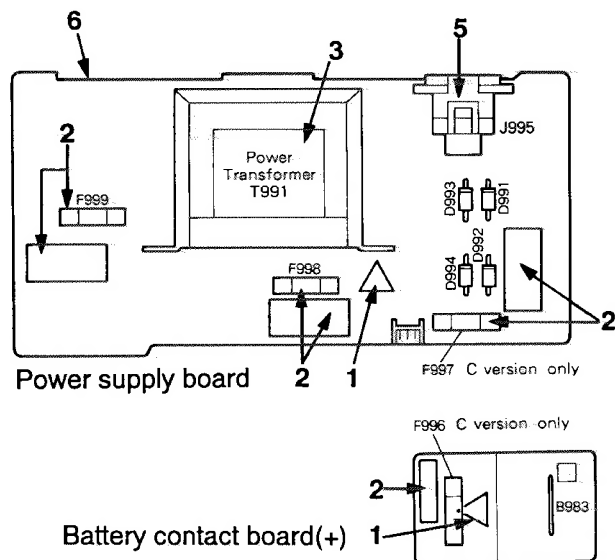 6
5
3
2
J995
Power
Transformer
T991
F999
D993
D991
D992
D994
F998
2
2
1
F997 C version only
Power supply board
F996 C version only
2
1
B983
Battery contact board(+)